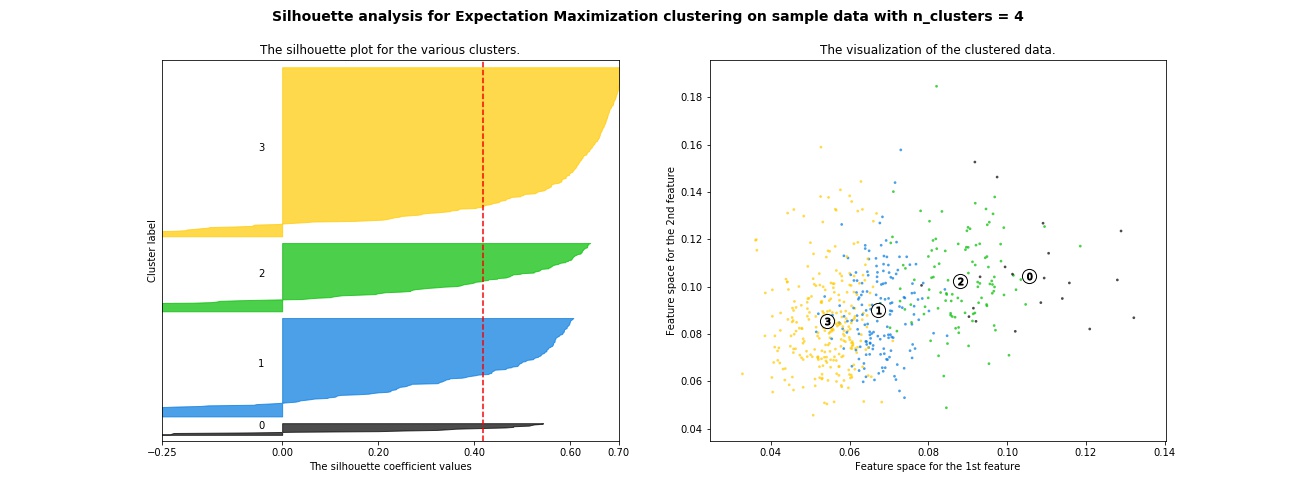 Silhouette analysis for Expectation Maximization clustering on sample data with n_clusters = 4
The silhouette plot for the various clusters.
Cluster label
3
2
1
0
−0.25 0.00 0.20 0.40 0.60 0.70
The silhouette coefficient values
The visualization of the clustered data.
Feature space for the 2nd feature
0.18
0.16
0.14
0.12
0.10
0.08
0.06
0.04
3
1
2
0
0.04 0.06 0.08 0.10 0.12 0.14
Feature space for the 1st feature